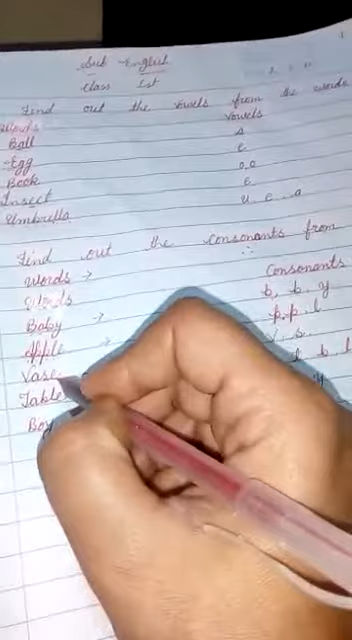 Sub - English
class 1st
Find out the vowels from the words
Words vowels
Ball a
Egg e
Book o o
Insect e
Umbrella u e a
Find out the consonants from
Words →
Words Consonants
Baby → b, b, y
Apple → p, p, l
Vase v, s
Table t b l
Boy y